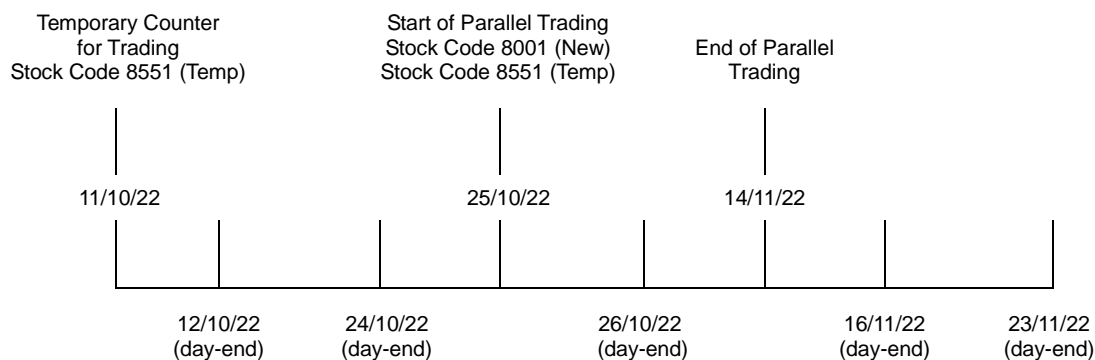 Temporary Counter
for Trading
Stock Code 8551 (Temp)
Start of Parallel Trading
Stock Code 8001 (New)
Stock Code 8551 (Temp)
End of Parallel
Trading
11/10/22
25/10/22
14/11/22
12/10/22
(day-end)
24/10/22
(day-end)
26/10/22
(day-end)
16/11/22
(day-end)
23/11/22
(day-end)